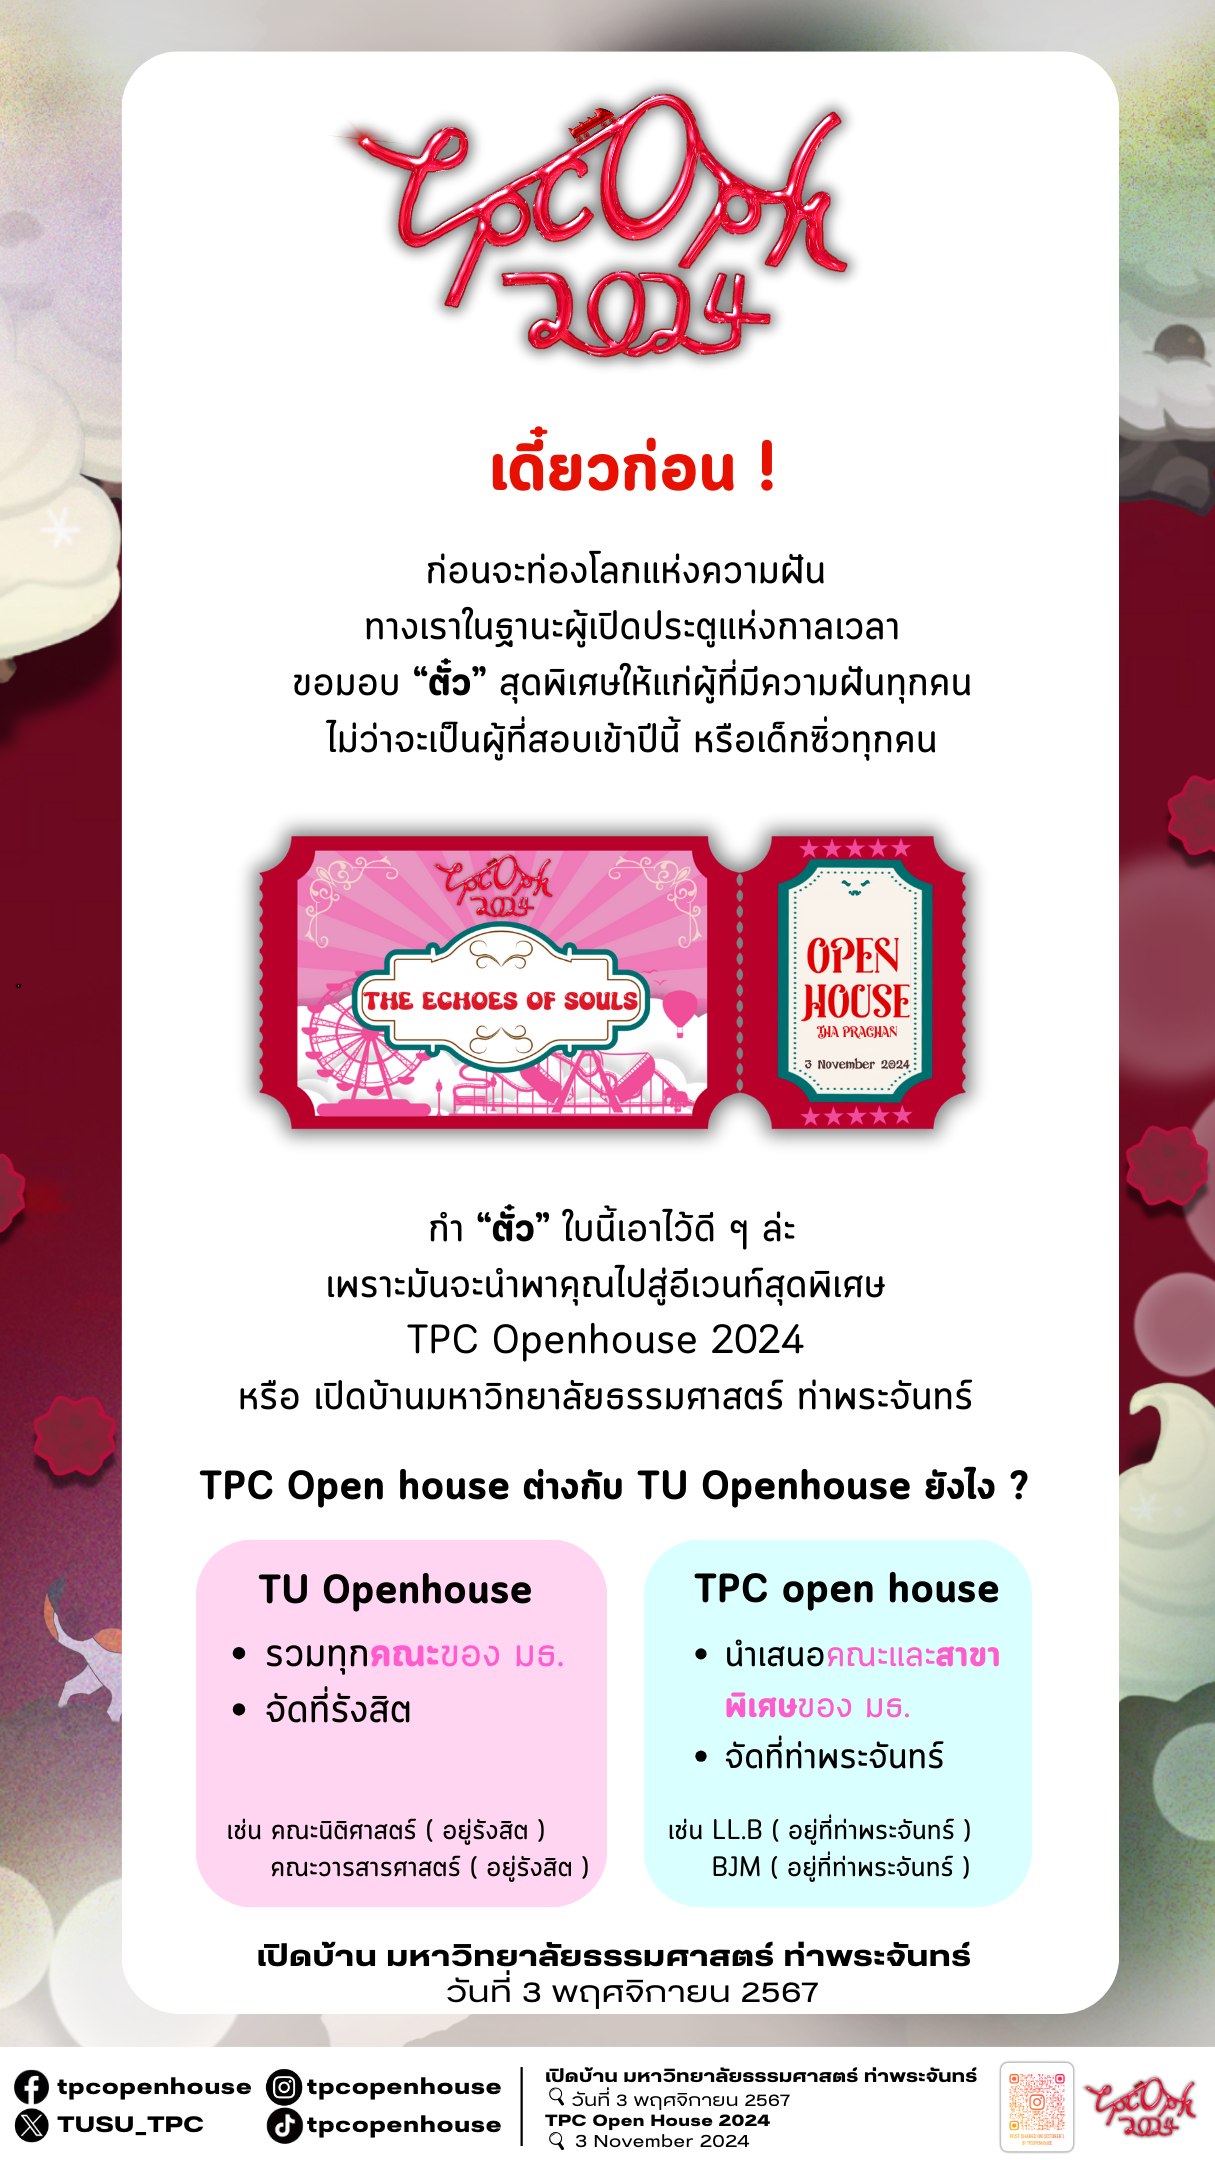 tpcOph
2024
เดี๋ยวก่อน !
ก่อนจะท่องโลกแห่งความฝัน
ทางเราในฐานะผู้เปิดประตูแห่งกาลเวลา
ขอมอบ “ตั๋ว” สุดพิเศษให้แก่ผู้ที่มีความฝันทุกคน
ไม่ว่าจะเป็นผู้ที่สอบเข้าปีนี้ หรือเด็กซิ่วทุกคน
tpcOph
2024
THE ECHOES OF SOULS
OPEN
HOUSE
THA PRACHAN
3 November 2024
กำ “ตั๋ว” ใบนี้เอาไว้ดี ๆ ล่ะ
เพราะมันจะนำพาคุณไปสู่อีเวนท์สุดพิเศษ
TPC Openhouse 2024
หรือ เปิดบ้านมหาวิทยาลัยธรรมศาสตร์ ท่าพระจันทร์
TPC Open house ต่างกับ TU Openhouse ยังไง ?
TU Openhouse
• รวมทุกคณะของ มธ.
• จัดที่รังสิต
เช่น คณะนิติศาสตร์ ( อยู่รังสิต )
คณะวารสารศาสตร์ ( อยู่รังสิต )
TPC open house
• นำเสนอคณะและสาขา
พิเศษของ มธ.
• จัดที่ท่าพระจันทร์
เช่น LL.B ( อยู่ที่ท่าพระจันทร์ )
BJM ( อยู่ที่ท่าพระจันทร์ )
เปิดบ้าน มหาวิทยาลัยธรรมศาสตร์ ท่าพระจันทร์
วันที่ 3 พฤศจิกายน 2567
tpcopenhouse
TUSU_TPC
tpcopenhouse
tpcopenhouse
เปิดบ้าน มหาวิทยาลัยธรรมศาสตร์ ท่าพระจันทร์
วันที่ 3 พฤศจิกายน 2567
TPC Open House 2024
3 November 2024
tpcOph
2024